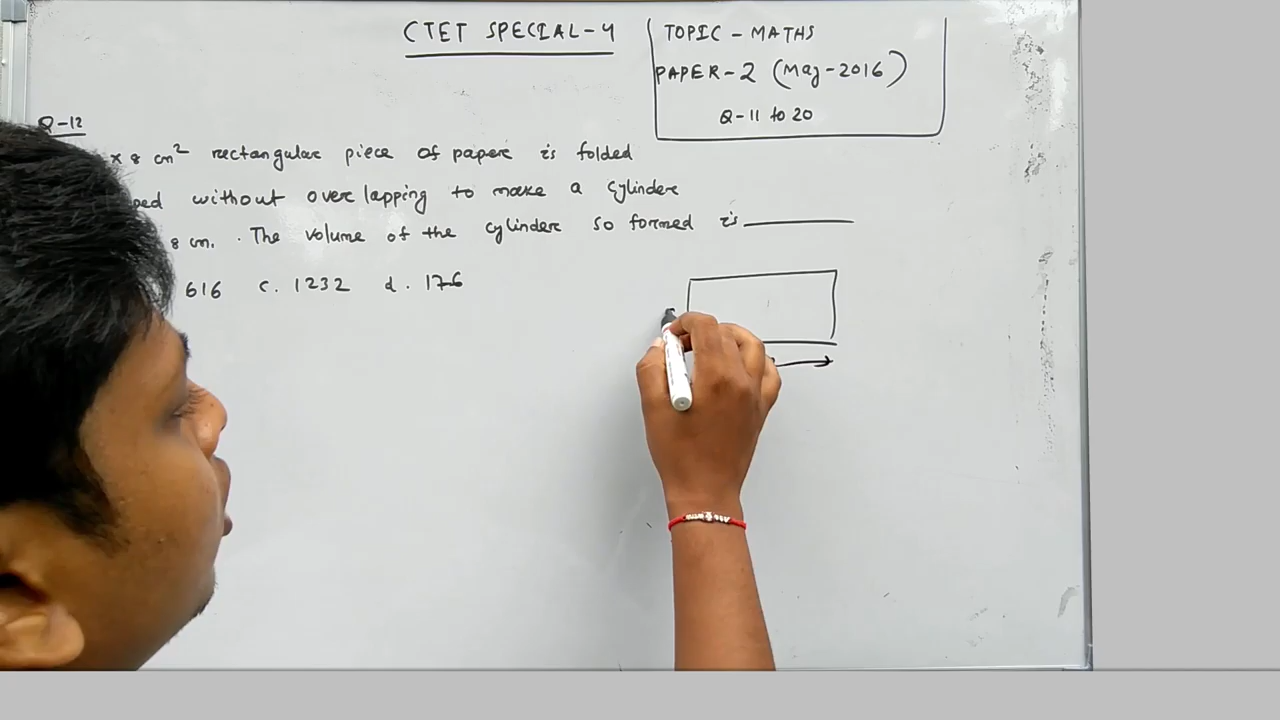 CTET SPECIAL-4
TOPIC - MATHS
PAPER-2 (May-2016)
Q-11 to 20
Q-12
x 8 cm² rectangular piece of paper is folded
without overlapping to make a cylinder
8 cm. The volume of the cylinder so formed is
616 c. 1232 d. 176